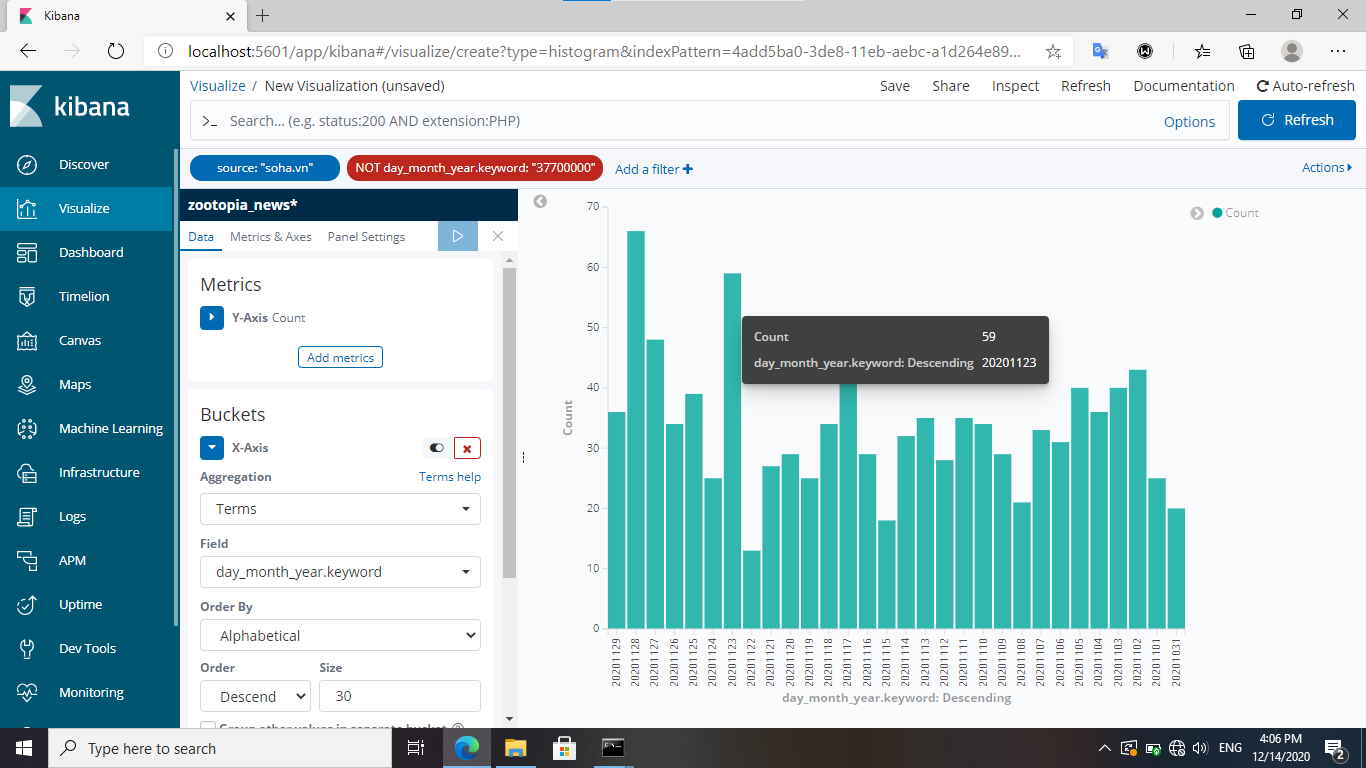 Kibana
localhost:5601/app/kibana#/visualize/create?type=histogram&indexPattern=4add5ba0-3de8-11eb-aebc-a1d264e89...
kibana
Discover
Visualize
Dashboard
Timelion
Canvas
Maps
Machine Learning
Infrastructure
Logs
APM
Uptime
Dev Tools
Monitoring
Visualize / New Visualization (unsaved)
Save Share Inspect Refresh Documentation Auto-refresh
>_ Search... (e.g. status:200 AND extension:PHP)
Options
Refresh
source: "soha.vn"
NOT day_month_year.keyword: "37700000"
Add a filter +
Actions
zootopia_news*
Data Metrics & Axes Panel Settings
Metrics
Y-Axis Count
Add metrics
Buckets
X-Axis
Aggregation Terms help
Terms
Field
day_month_year.keyword
Order By
Alphabetical
Order Size
Descend 30
Group other values in separate bucket
Count
70
60
50
40
30
20
10
0
Count
Count 59
day_month_year.keyword: Descending 20201123
20201129
20201128
20201127
20201126
20201125
20201124
20201123
20201122
20201121
20201120
20201119
20201118
20201117
20201116
20201115
20201114
20201113
20201112
20201111
20201110
20201109
20201108
20201107
20201106
20201105
20201104
20201103
20201102
20201101
20201031
day_month_year.keyword: Descending
Type here to search
ENG
4:06 PM
12/14/2020
2